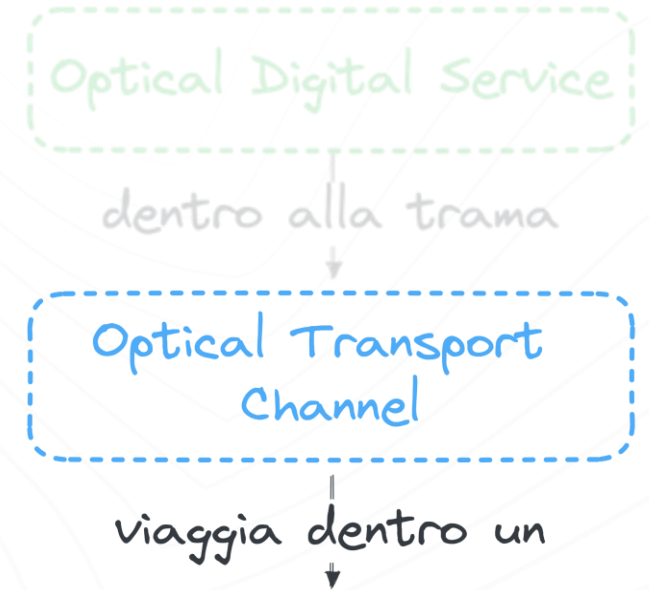 Optical Digital Service
dentro alla trama
Optical Transport
Channel
viaggia dentro un